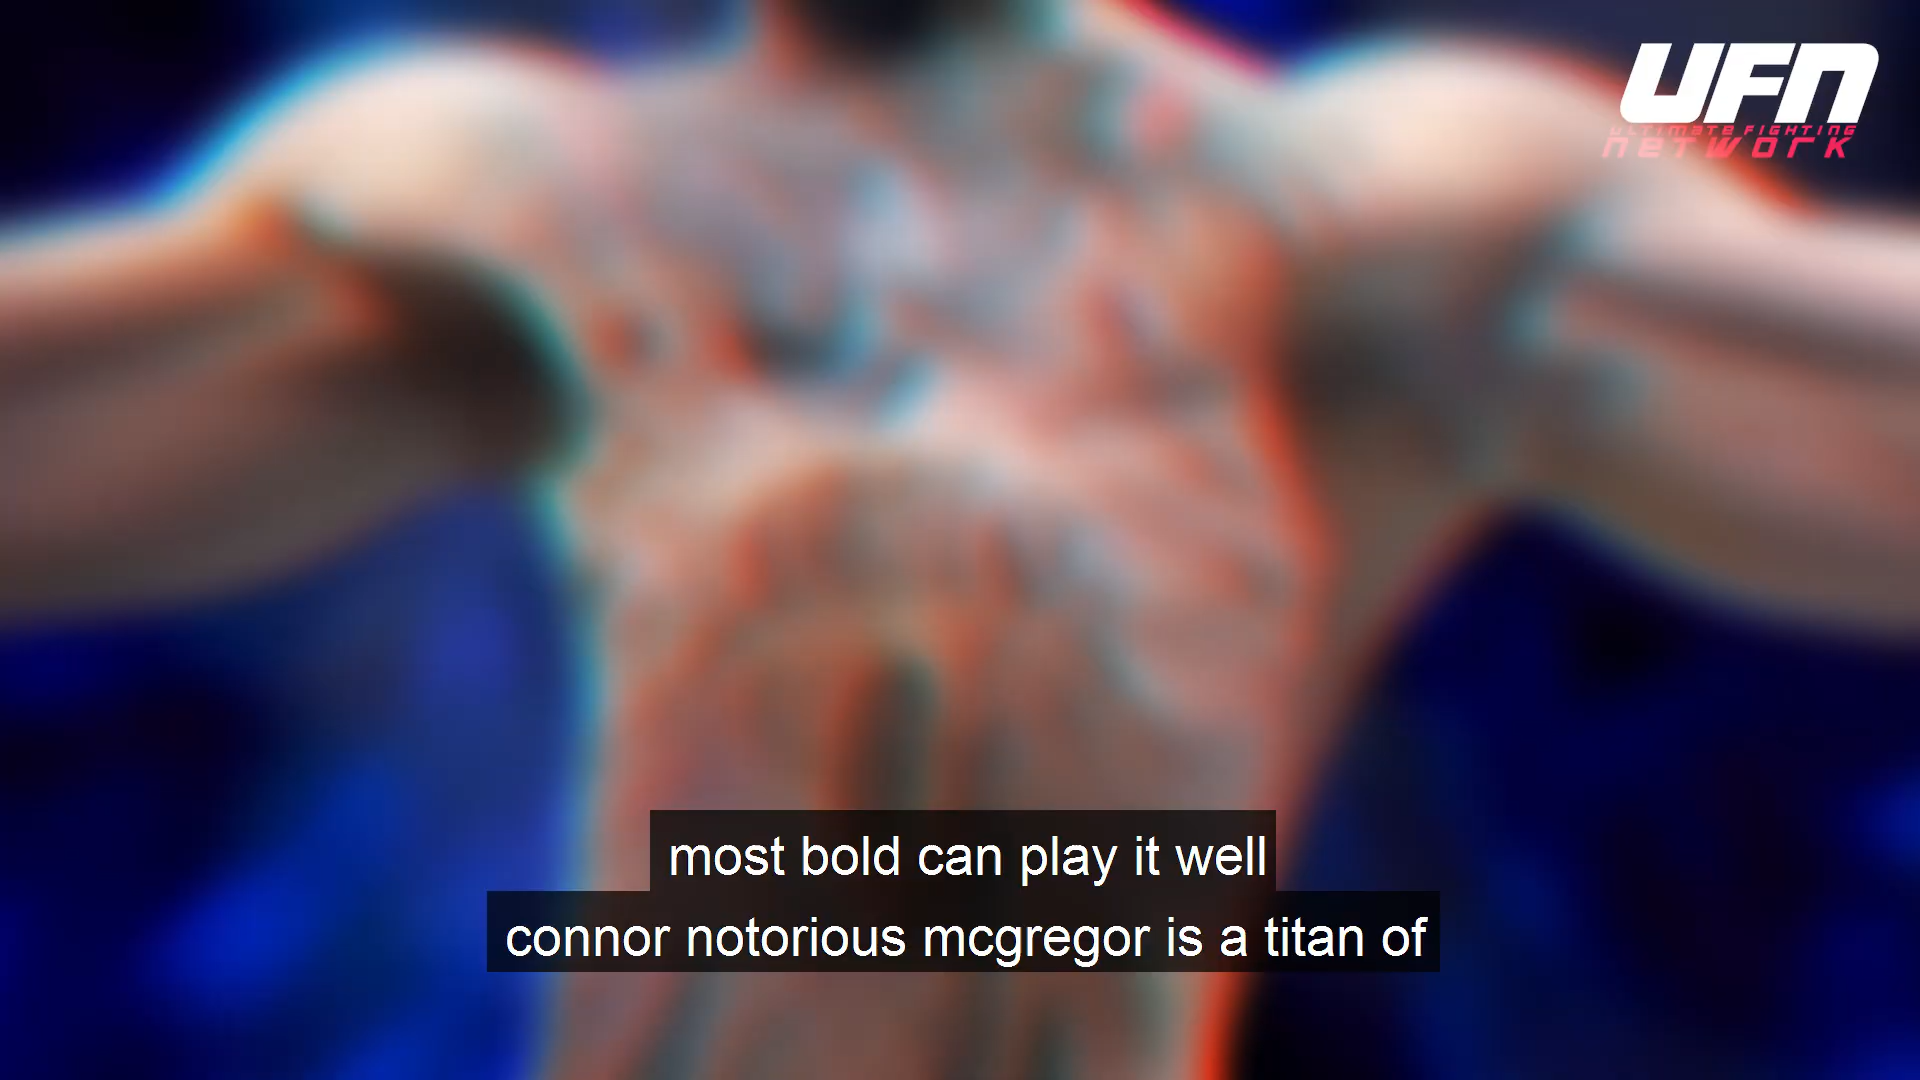 UFN
ULTIMATE FIGHTING
NETWORK
most bold can play it well
connor notorious mcgregor is a titan of